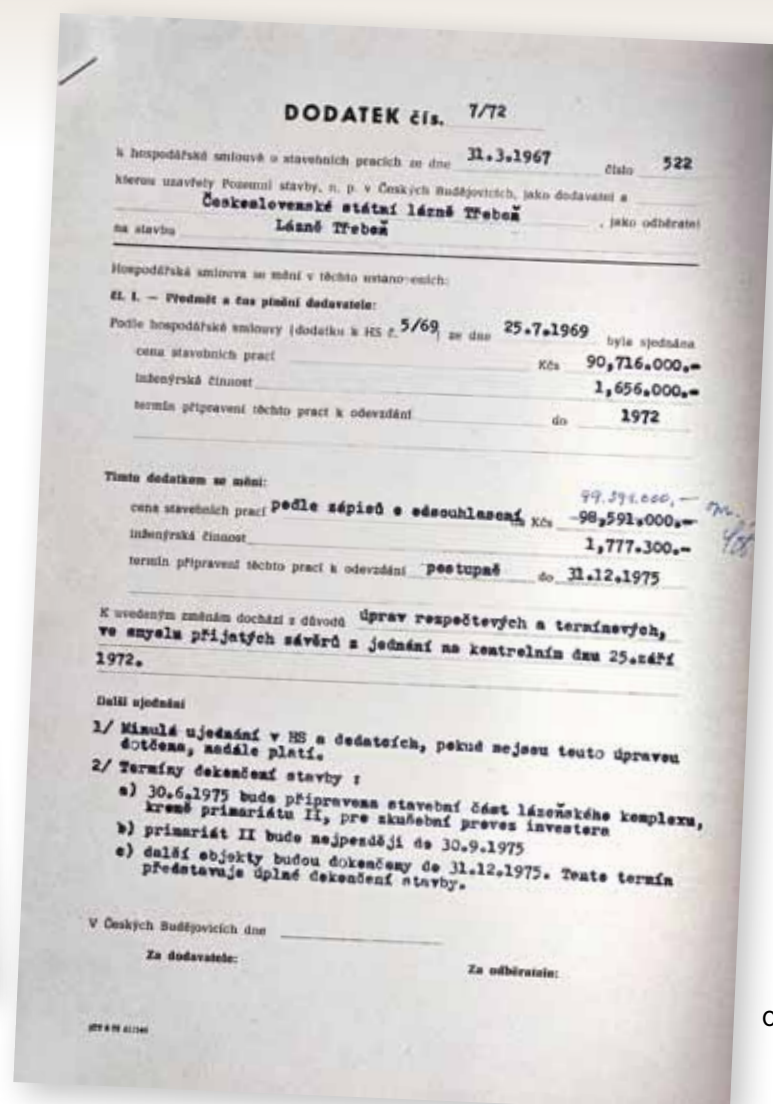 DODATEK čís. 7/72
k hospodářské smlouvě o stavebních pracích ze dne 31.3.1967 číslo 522
kterou uzavřely Pozemní stavby, n. p. v Českých Budějovicích, jako dodavatel a
Československé státní lázně Třeboň , jako odběratel
na stavbu Lázně Třeboň
Hospodářská smlouva se mění v těchto ustanoveních:
čl. I. — Předmět a čas plnění dodavatele:
Podle hospodářské smlouvy (dodatku k HS č. 5/69) ze dne 25.7.1969 byla sjednána
cena stavebních prací Kčs 90,716.000,-
inženýrská činnost 1,656.000,-
termín připravení těchto prací k odevzdání do 1972
Tímto dodatkem se mění:
99.591.000,-
cena stavebních prací podle zápisů o odsouhlasení Kčs 98,591.000,-
inženýrská činnost 1,777.300.-
termín připravení těchto prací k odevzdání postupně do 31.12.1975
K uvedeným změnám dochází z důvodů úprav rozpočtových a termínových,
ve smyslu přijatých závěrů z jednání na kontrolním dnu 25.září
1972.
Další ujednání
1/ Minulá ujednání v HS a dodatcích, pokud nejsou touto úpravou
dotčena, nadále platí.
2/ Termíny dokončení stavby :
a) 30.6.1975 bude připravena stavební část lázeňského komplexu,
kromě primariátu II, pro zkušební provoz investora
b) primariát II bude nejpozději do 30.9.1975
c) další objekty budou dokončeny do 31.12.1975. Tento termín
představuje úplné dokončení stavby.
V Českých Budějovicích dne
Za dodavatele: Za odběratele: